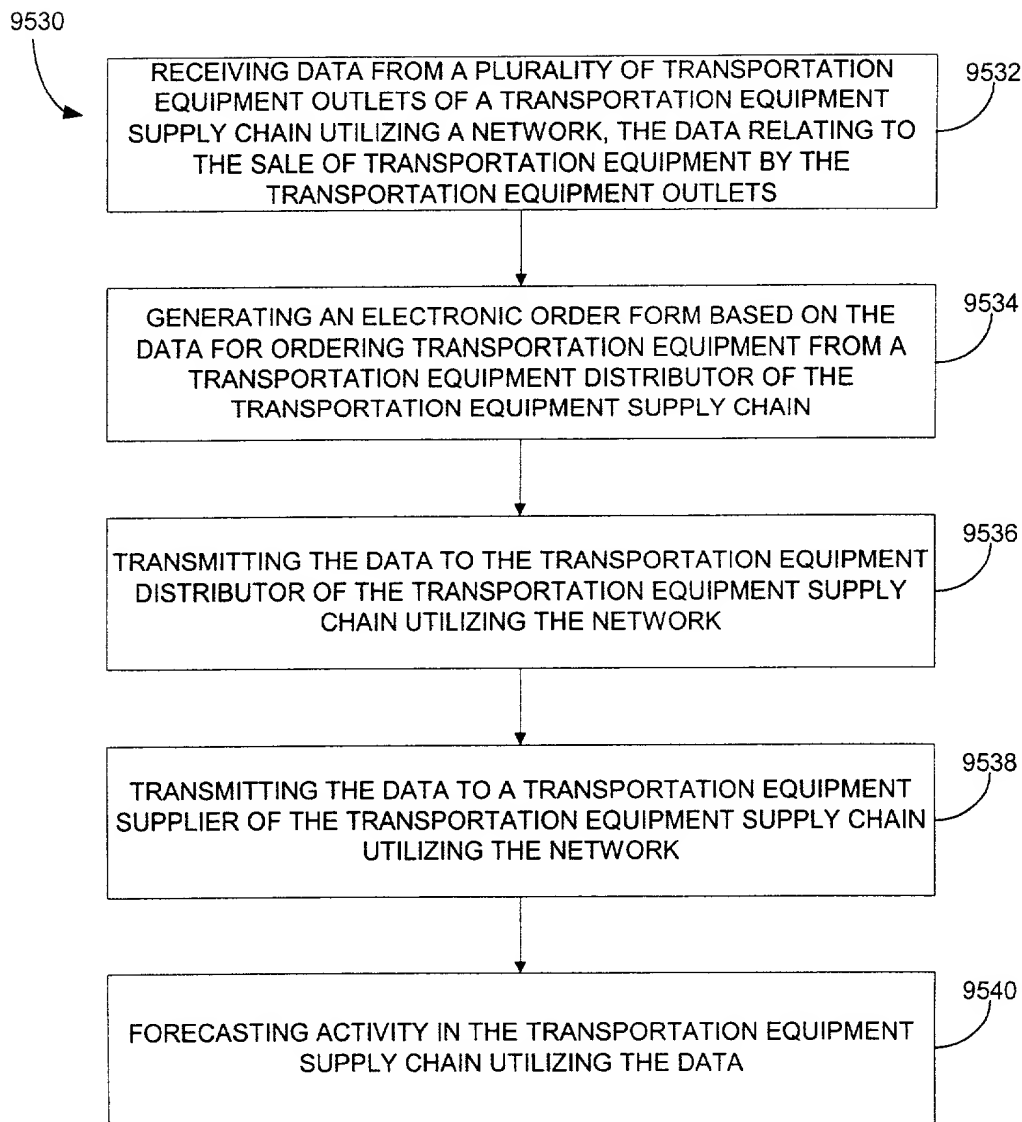 9530
RECEIVING DATA FROM A PLURALITY OF TRANSPORTATION
EQUIPMENT OUTLETS OF A TRANSPORTATION EQUIPMENT
SUPPLY CHAIN UTILIZING A NETWORK, THE DATA RELATING TO
THE SALE OF TRANSPORTATION EQUIPMENT BY THE
TRANSPORTATION EQUIPMENT OUTLETS
9532
GENERATING AN ELECTRONIC ORDER FORM BASED ON THE
DATA FOR ORDERING TRANSPORTATION EQUIPMENT FROM A
TRANSPORTATION EQUIPMENT DISTRIBUTOR OF THE
TRANSPORTATION EQUIPMENT SUPPLY CHAIN
9534
TRANSMITTING THE DATA TO THE TRANSPORTATION EQUIPMENT
DISTRIBUTOR OF THE TRANSPORTATION EQUIPMENT SUPPLY
CHAIN UTILIZING THE NETWORK
9536
TRANSMITTING THE DATA TO A TRANSPORTATION EQUIPMENT
SUPPLIER OF THE TRANSPORTATION EQUIPMENT SUPPLY CHAIN
UTILIZING THE NETWORK
9538
FORECASTING ACTIVITY IN THE TRANSPORTATION EQUIPMENT
SUPPLY CHAIN UTILIZING THE DATA
9540